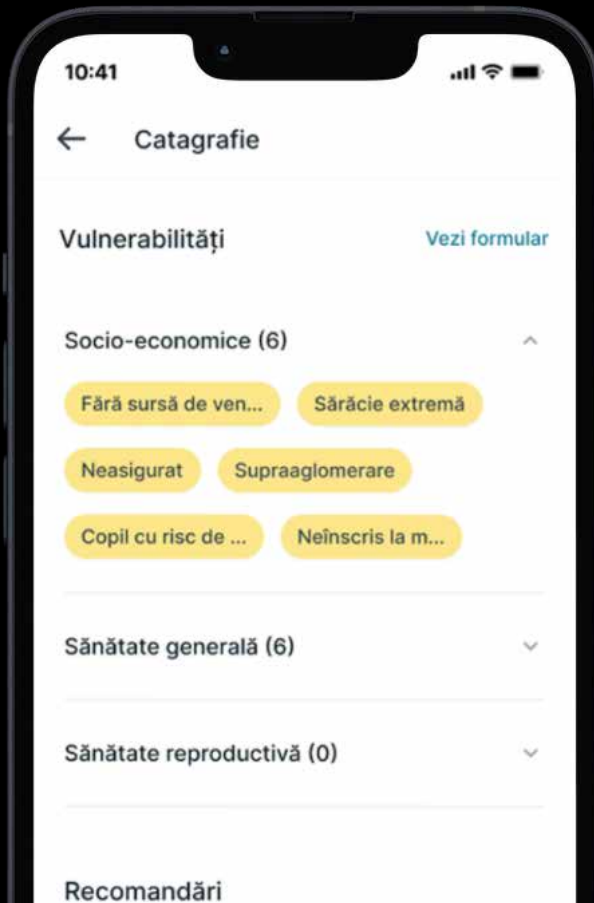 10:41
Catagrafie
Vulnerabilități Vezi formular
Socio-economice (6)
Fără sursă de ven... Sărăcie extremă
Neasigurat Supraaglomerare
Copil cu risc de ... Neînscris la m...
Sănătate generală (6)
Sănătate reproductivă (0)
Recomandări